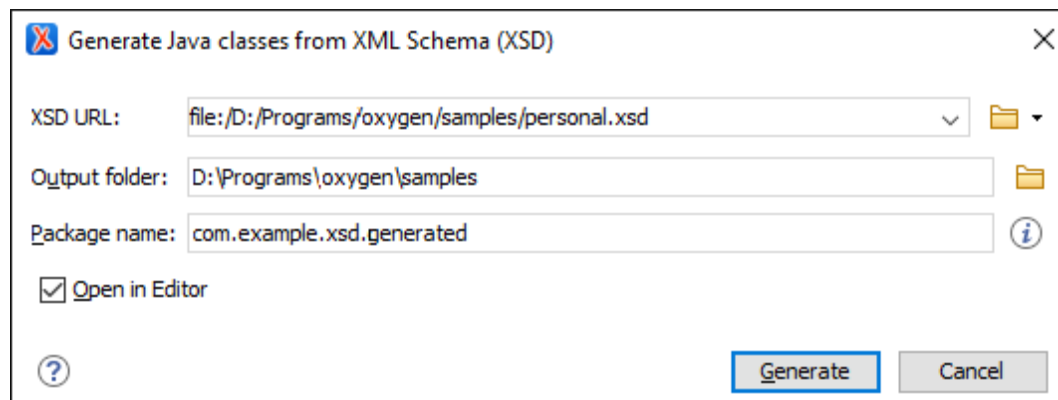 Generate Java classes from XML Schema (XSD)
XSD URL: file:/D:/Programs/oxygen/samples/personal.xsd
Output folder: D:\Programs\oxygen\samples
Package name: com.example.xsd.generated
Open in Editor
Generate Cancel